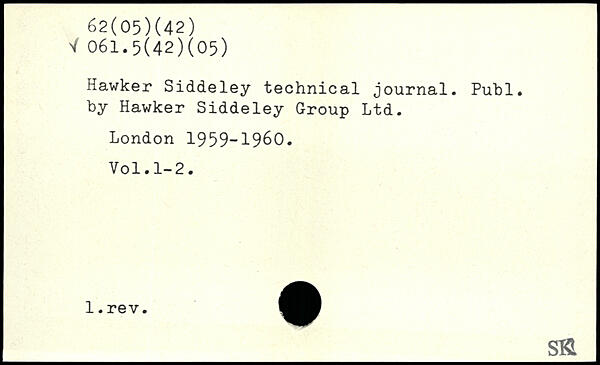 62(05)(42)
√ 061.5(42)(05)
Hawker Siddeley technical journal. Publ.
by Hawker Siddeley Group Ltd.
London 1959-1960.
Vol.1-2.
1.rev.
SK